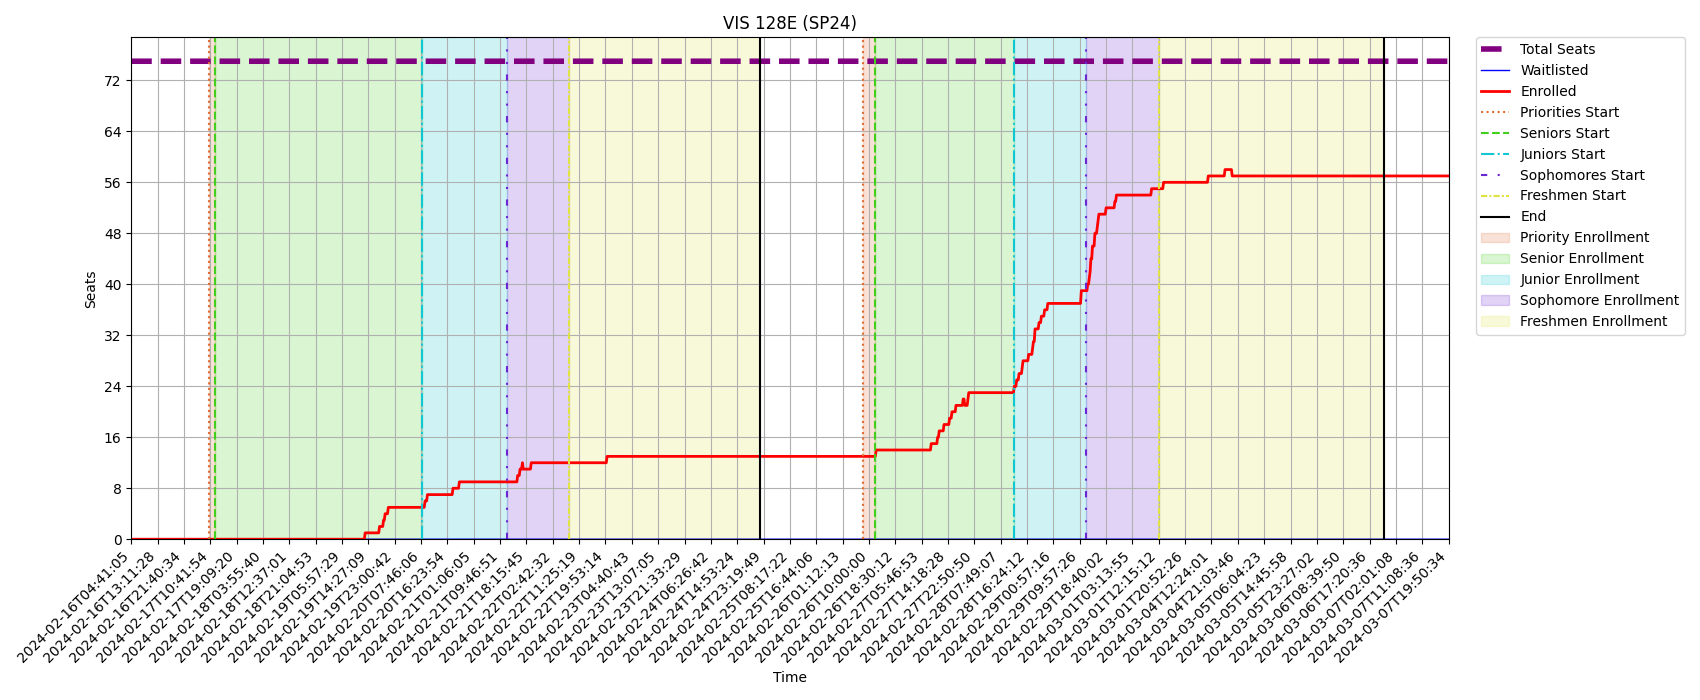 VIS 128E (SP24)
Seats
72
64
56
48
40
32
24
16
8
0
2024-02-16T04:41:05
2024-02-16T13:11:28
2024-02-16T21:40:34
2024-02-17T10:41:54
2024-02-17T19:09:20
2024-02-18T03:55:40
2024-02-18T12:37:01
2024-02-18T21:04:53
2024-02-19T05:57:29
2024-02-19T14:27:09
2024-02-19T23:00:42
2024-02-20T07:46:06
2024-02-20T16:23:54
2024-02-21T01:06:05
2024-02-21T09:46:51
2024-02-21T18:15:45
2024-02-22T02:42:32
2024-02-22T11:25:19
2024-02-22T19:53:14
2024-02-23T04:40:43
2024-02-23T13:07:05
2024-02-23T21:33:29
2024-02-24T06:26:42
2024-02-24T14:53:24
2024-02-24T23:19:49
2024-02-25T08:17:22
2024-02-25T16:44:06
2024-02-26T01:12:13
2024-02-26T10:00:00
2024-02-26T18:30:12
2024-02-27T05:46:53
2024-02-27T14:18:28
2024-02-27T22:50:50
2024-02-28T07:49:07
2024-02-28T16:24:12
2024-02-29T00:57:16
2024-02-29T09:57:26
2024-02-29T18:40:02
2024-03-01T03:13:55
2024-03-01T12:15:12
2024-03-01T20:52:26
2024-03-04T12:24:01
2024-03-04T21:03:46
2024-03-05T06:04:23
2024-03-05T14:45:58
2024-03-05T23:27:02
2024-03-06T08:39:50
2024-03-06T17:20:36
2024-03-07T02:01:08
2024-03-07T11:08:36
2024-03-07T19:50:34
Time
Total Seats
Waitlisted
Enrolled
Priorities Start
Seniors Start
Juniors Start
Sophomores Start
Freshmen Start
End
Priority Enrollment
Senior Enrollment
Junior Enrollment
Sophomore Enrollment
Freshmen Enrollment